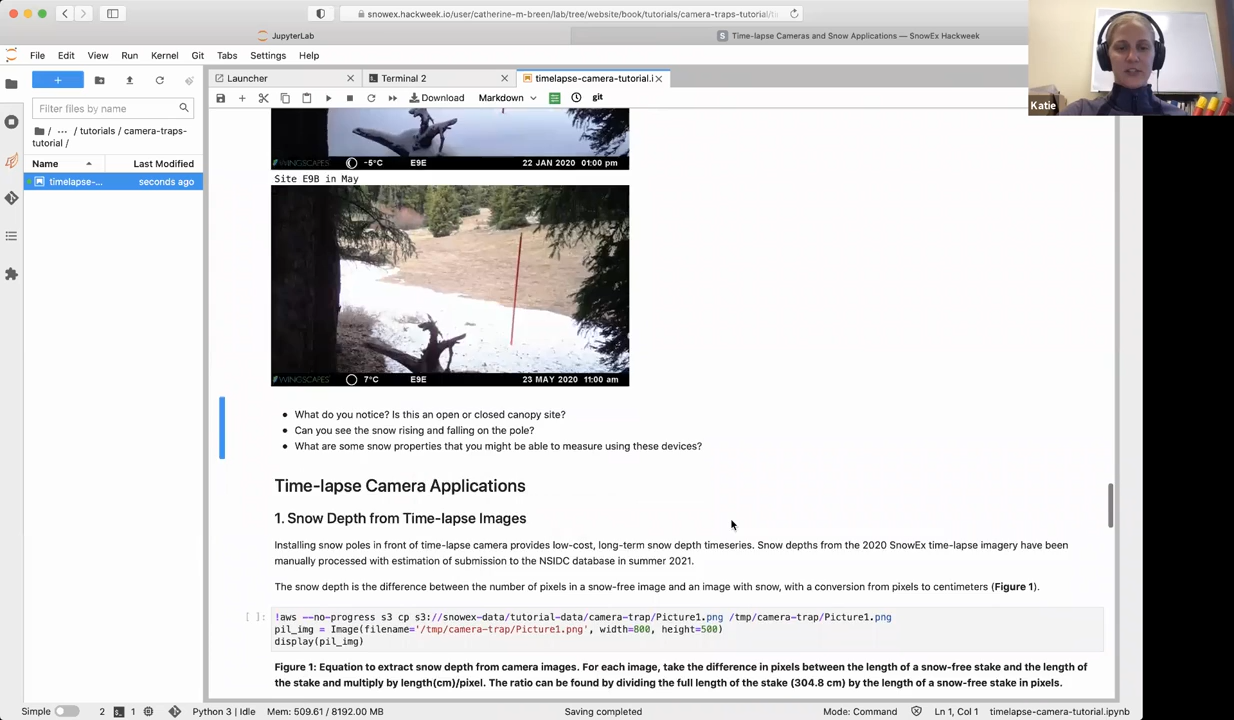 snowex.hackweek.io/user/catherine-m-breen/lab/tree/website/book/tutorials/camera-traps-tutorial/
JupyterLab
Time-lapse Cameras and Snow Applications — SnowEx Hackweek
File Edit View Run Kernel Git Tabs Settings Help
Launcher
Terminal 2
timelapse-camera-tutorial.i
Download
Markdown
git
Filter files by name
/ ... / tutorials / camera-traps-
tutorial /
Name
Last Modified
timelapse-...
seconds ago
WINGSCAPES -5°C E9E 22 JAN 2020 01:00 pm
Site E9B in May
WINGSCAPES 7°C E9E 23 MAY 2020 11:00 am
What do you notice? Is this an open or closed canopy site?
Can you see the snow rising and falling on the pole?
What are some snow properties that you might be able to measure using these devices?
Time-lapse Camera Applications
1. Snow Depth from Time-lapse Images
Installing snow poles in front of time-lapse camera provides low-cost, long-term snow depth timeseries. Snow depths from the 2020 SnowEx time-lapse imagery have been
manually processed with estimation of submission to the NSIDC database in summer 2021.
The snow depth is the difference between the number of pixels in a snow-free image and an image with snow, with a conversion from pixels to centimeters (Figure 1).
[ ]: !aws --no-progress s3 cp s3://snowex-data/tutorial-data/camera-trap/Picture1.png /tmp/camera-trap/Picture1.png
pil_img = Image(filename='/tmp/camera-trap/Picture1.png', width=800, height=500)
display(pil_img)
Figure 1: Equation to extract snow depth from camera images. For each image, take the difference in pixels between the length of a snow-free stake and the length of
the stake and multiply by length(cm)/pixel. The ratio can be found by dividing the full length of the stake (304.8 cm) by the length of a snow-free stake in pixels.
Simple 2 1 Python 3 | Idle Mem: 509.61 / 8192.00 MB Saving completed Mode: Command Ln 1, Col 1 timelapse-camera-tutorial.ipynb
Katie